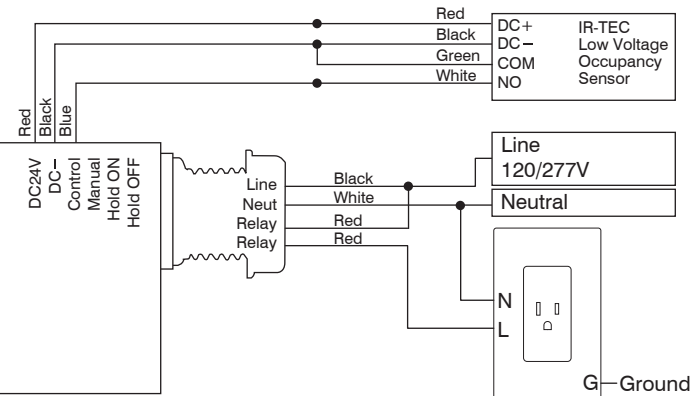 Red
Black
Green
White
DC+
DC−
COM
NO
IR-TEC
Low Voltage
Occupancy
Sensor
Red
Black
Blue
DC24V
DC−
Control
Manual
Hold ON
Hold OFF
Line
Neut
Relay
Relay
Black
White
Red
Red
Line
120/277V
Neutral
N
L
G
Ground